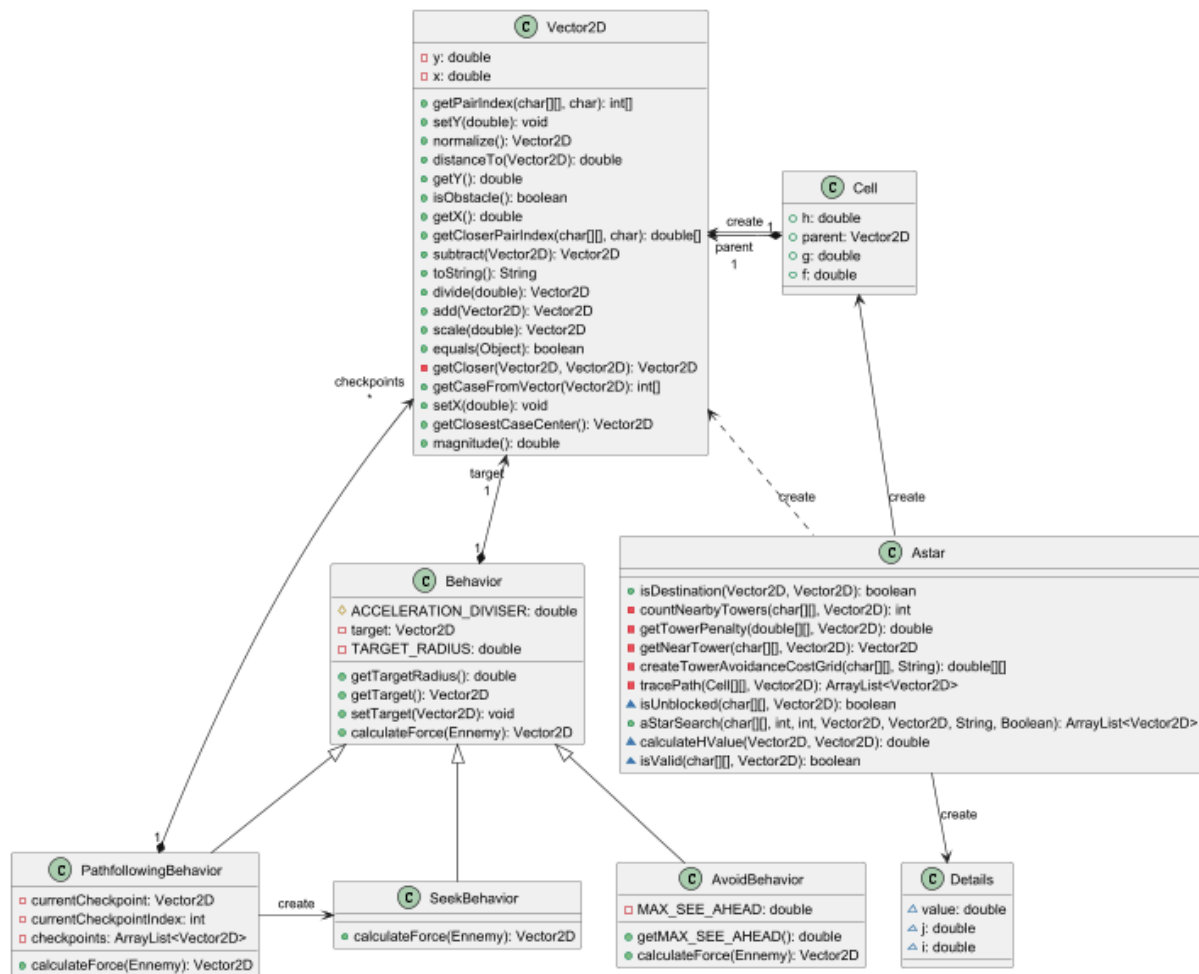 C Vector2D
y: double
x: double
getPairIndex(char[][], char): int[]
setY(double): void
normalize(): Vector2D
distanceTo(Vector2D): double
getY(): double
isObstacle(): boolean
getX(): double
getCloserPairIndex(char[][], char): double[]
subtract(Vector2D): Vector2D
toString(): String
divide(double): Vector2D
add(Vector2D): Vector2D
scale(double): Vector2D
equals(Object): boolean
getCloser(Vector2D, Vector2D): Vector2D
getCaseFromVector(Vector2D): int[]
setX(double): void
getClosestCaseCenter(): Vector2D
magnitude(): double
C Cell
h: double
parent: Vector2D
g: double
f: double
create 1
parent
1
checkpoints
*
target
1
create
create
1
C Behavior
ACCELERATION_DIVISER: double
target: Vector2D
TARGET_RADIUS: double
getTargetRadius(): double
getTarget(): Vector2D
setTarget(Vector2D): void
calculateForce(Ennemy): Vector2D
C Astar
isDestination(Vector2D, Vector2D): boolean
countNearbyTowers(char[][], Vector2D): int
getTowerPenalty(double[][], Vector2D): double
getNearTower(char[][], Vector2D): Vector2D
createTowerAvoidanceCostGrid(char[][], String): double[][]
tracePath(Cell[][], Vector2D): ArrayList<Vector2D>
isUnblocked(char[][], Vector2D): boolean
aStarSearch(char[][], int, int, Vector2D, Vector2D, String, Boolean): ArrayList<Vector2D>
calculateHValue(Vector2D, Vector2D): double
isValid(char[][], Vector2D): boolean
create
1
C PathfollowingBehavior
currentCheckpoint: Vector2D
currentCheckpointIndex: int
checkpoints: ArrayList<Vector2D>
calculateForce(Ennemy): Vector2D
create
C SeekBehavior
calculateForce(Ennemy): Vector2D
C AvoidBehavior
MAX_SEE_AHEAD: double
getMAX_SEE_AHEAD(): double
calculateForce(Ennemy): Vector2D
C Details
value: double
j: double
i: double